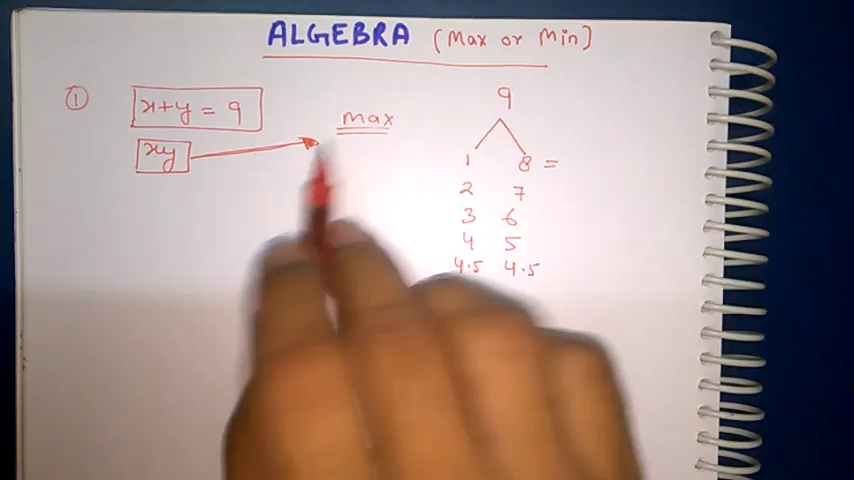 ALGEBRA (Max or Min)
① x+y = 9
xy
max
9
1 8 =
2 7
3 6
4 5
4.5 4.5